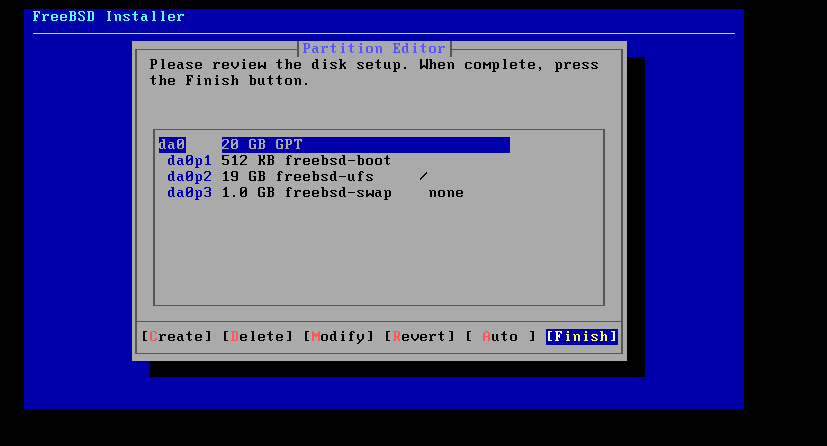 FreeBSD Installer
Partition Editor
Please review the disk setup. When complete, press
the Finish button.
da0 20 GB GPT
da0p1 512 KB freebsd-boot
da0p2 19 GB freebsd-ufs /
da0p3 1.0 GB freebsd-swap none
[Create] [Delete] [Modify] [Revert] [ Auto ] [Finish]